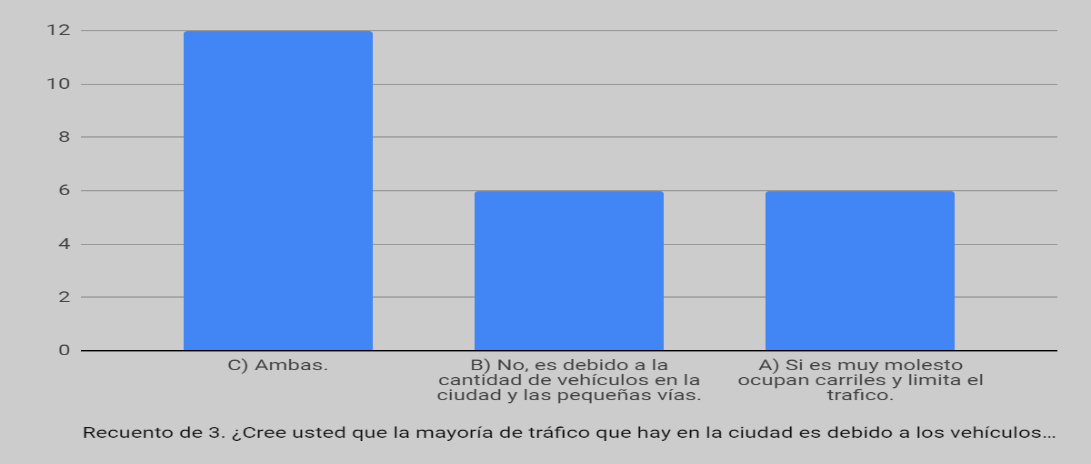 12
10
8
6
4
2
0
C) Ambas.
B) No, es debido a la
cantidad de vehículos en la
ciudad y las pequeñas vías.
A) Si es muy molesto
ocupan carriles y limita el
trafico.
Recuento de 3. ¿Cree usted que la mayoría de tráfico que hay en la ciudad es debido a los vehículos...